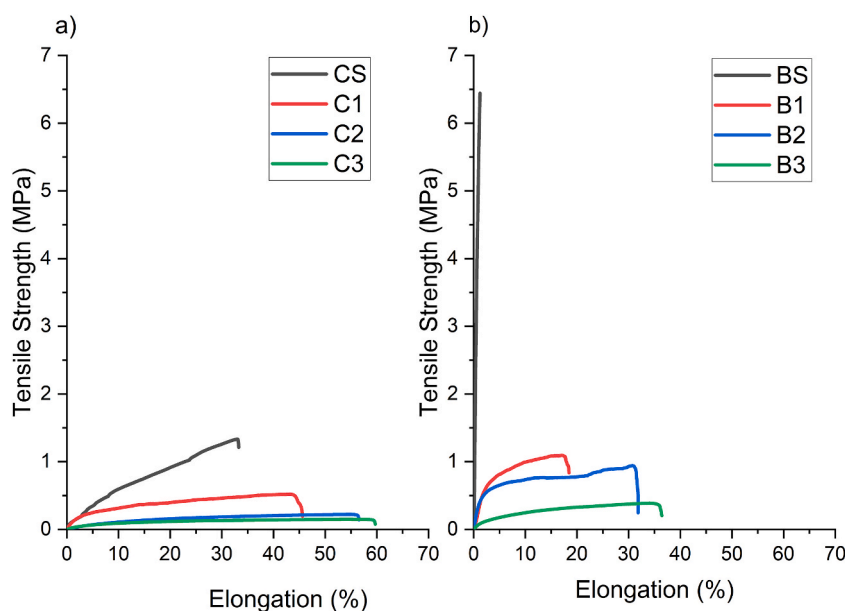 a)
CS
C1
C2
C3
7
6
5
4
3
2
1
0
Tensile Strength (MPa)
0 10 20 30 40 50 60 70
Elongation (%)
b)
BS
B1
B2
B3
7
6
5
4
3
2
1
0
Tensile Strength (MPa)
0 10 20 30 40 50 60 70
Elongation (%)